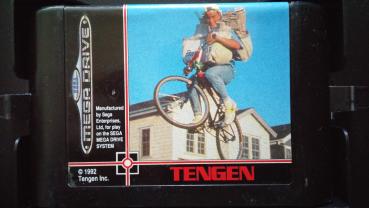 MEGA DRIVE
Manufactured
by Sega
Enterprises,
Ltd. for play
on the SEGA
MEGA DRIVE
SYSTEM
© 1992
Tengen Inc.
TENGEN